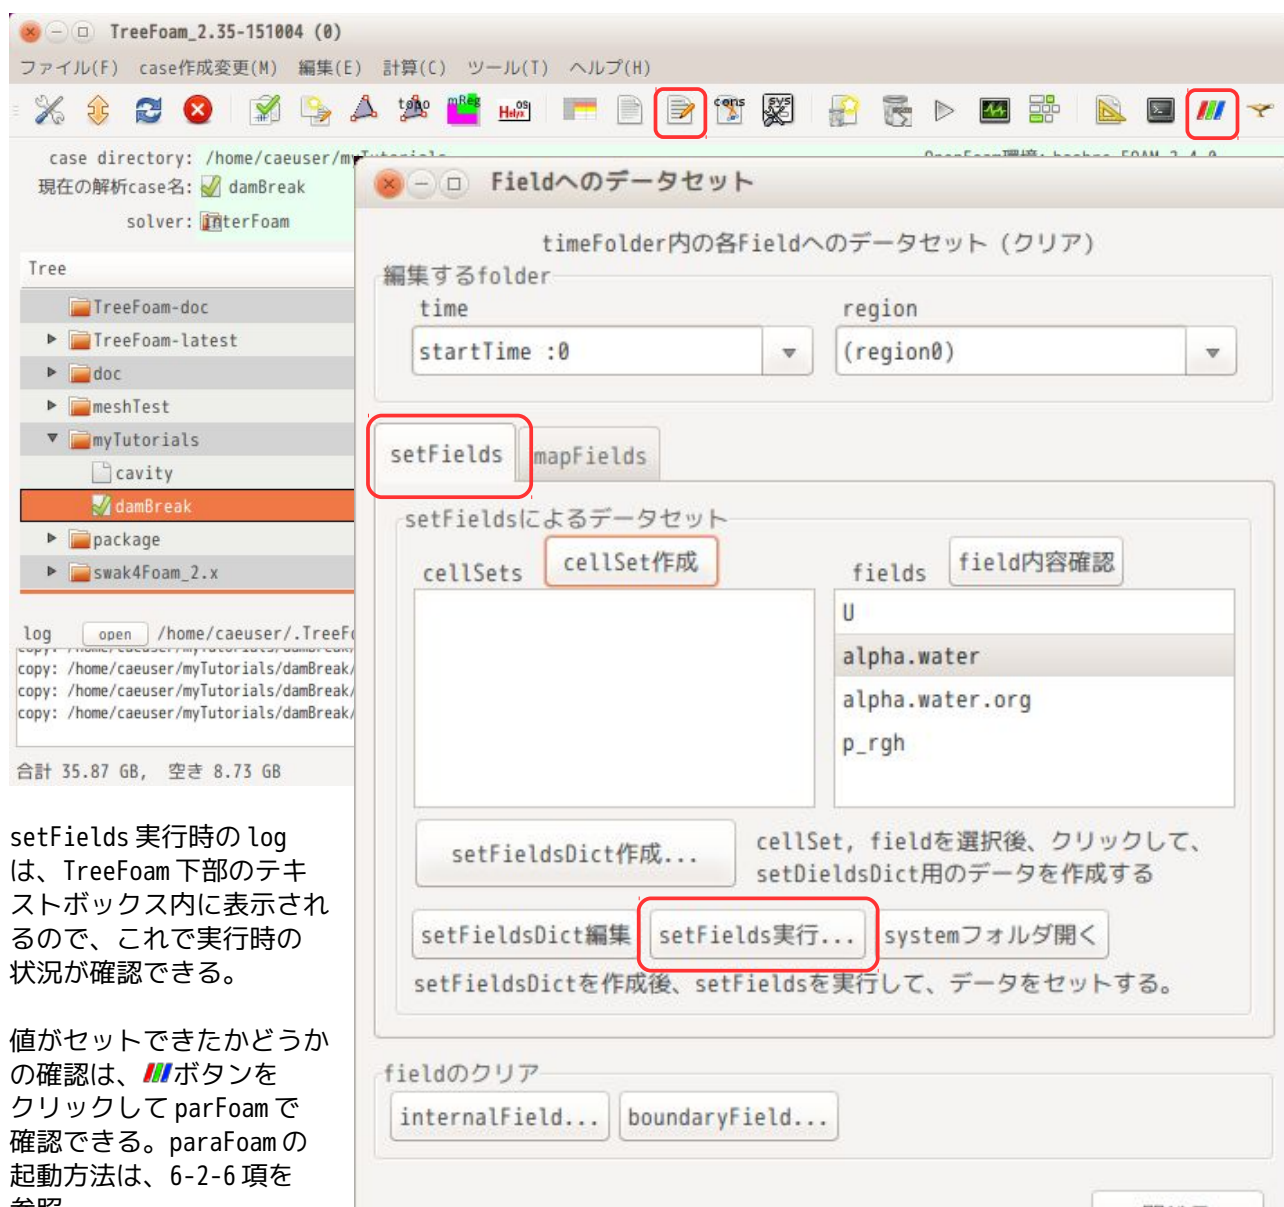 TreeFoam_2.35-151004 (0)
ファイル(F) case作成変更(M) 編集(E) 計算(C) ツール(T) ヘルプ(H)
topo mReg Helyx OS cons sys
case directory: /home/caeuser/myTutorials
現在の解析case名: damBreak
solver: interFoam
Tree
TreeFoam-doc
TreeFoam-latest
doc
meshTest
myTutorials
cavity
damBreak
package
swak4Foam_2.x
log open /home/caeuser/.TreeFo
copy: /home/caeuser/myTutorials/damBreak/
copy: /home/caeuser/myTutorials/damBreak/
copy: /home/caeuser/myTutorials/damBreak/
copy: /home/caeuser/myTutorials/damBreak/
合計 35.87 GB, 空き 8.73 GB
Fieldへのデータセット
timeFolder内の各Fieldへのデータセット (クリア)
編集するfolder
time region
startTime :0 (region0)
setFields mapFields
setFieldsによるデータセット
cellSets cellSet作成 fields field内容確認
U
alpha.water
alpha.water.org
p_rgh
setFieldsDict作成... cellSet, fieldを選択後、クリックして、
setDieldsDict用のデータを作成する
setFieldsDict編集 setFields実行... systemフォルダ開く
setFieldsDictを作成後、setFieldsを実行して、データをセットする。
fieldのクリア
internalField... boundaryField...
setFields 実行時の log
は、TreeFoam 下部のテキ
ストボックス内に表示され
るので、これで実行時の
状況が確認できる。
値がセットできたかどうか
の確認は、ボタンを
クリックして parFoam で
確認できる。paraFoam の
起動方法は、6-2-6 項を